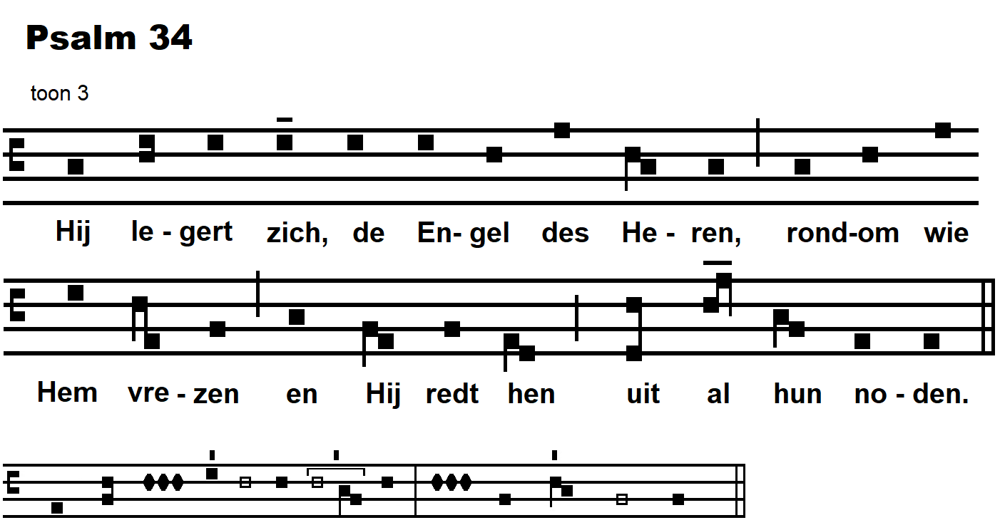 Psalm 34
toon 3
Hij le - gert zich, de En- gel des He - ren, rond-om wie
Hem vre - zen en Hij redt hen uit al hun no - den.